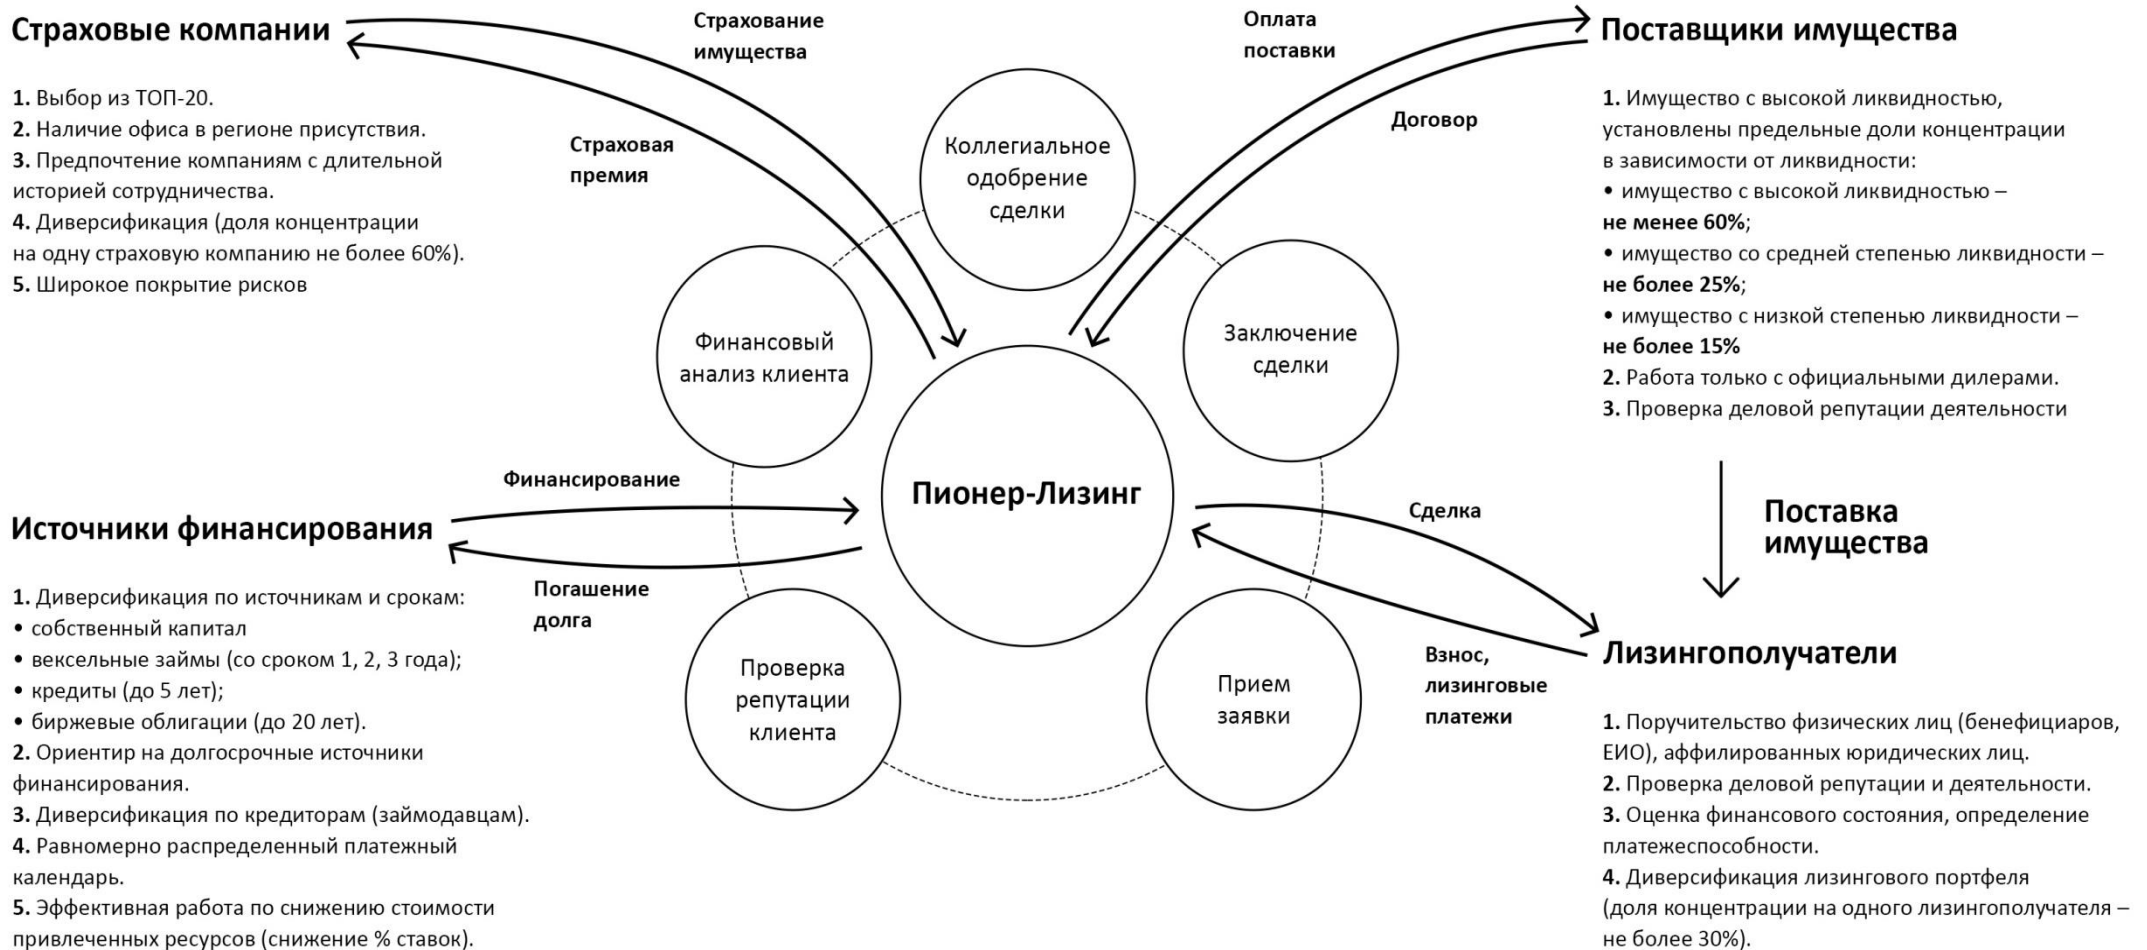 Страховые компании
1. Выбор из ТОП-20.
2. Наличие офиса в регионе присутствия.
3. Предпочтение компаниям с длительной
историей сотрудничества.
4. Диверсификация (доля концентрации
на одну страховую компанию не более 60%).
5. Широкое покрытие рисков
Страхование
имущества
Страховая
премия
Оплата
поставки
Договор
Поставщики имущества
1. Имущество с высокой ликвидностью,
установлены предельные доли концентрации
в зависимости от ликвидности:
• имущество с высокой ликвидностью –
не менее 60%;
• имущество со средней степенью ликвидности –
не более 25%;
• имущество с низкой степенью ликвидности –
не более 15%
2. Работа только с официальными дилерами.
3. Проверка деловой репутации деятельности
Коллегиальное
одобрение
сделки
Финансовый
анализ клиента
Заключение
сделки
Пионер-Лизинг
Проверка
репутации
клиента
Прием
заявки
Финансирование
Погашение
долга
Сделка
Взнос,
лизинговые
платежи
Поставка
имущества
Источники финансирования
1. Диверсификация по источникам и срокам:
• собственный капитал
• вексельные займы (со сроком 1, 2, 3 года);
• кредиты (до 5 лет);
• биржевые облигации (до 20 лет).
2. Ориентир на долгосрочные источники
финансирования.
3. Диверсификация по кредиторам (займодавцам).
4. Равномерно распределенный платежный
календарь.
5. Эффективная работа по снижению стоимости
привлеченных ресурсов (снижение % ставок).
Лизингополучатели
1. Поручительство физических лиц (бенефициаров,
ЕИО), аффилированных юридических лиц.
2. Проверка деловой репутации и деятельности.
3. Оценка финансового состояния, определение
платежеспособности.
4. Диверсификация лизингового портфеля
(доля концентрации на одного лизингополучателя –
не более 30%).